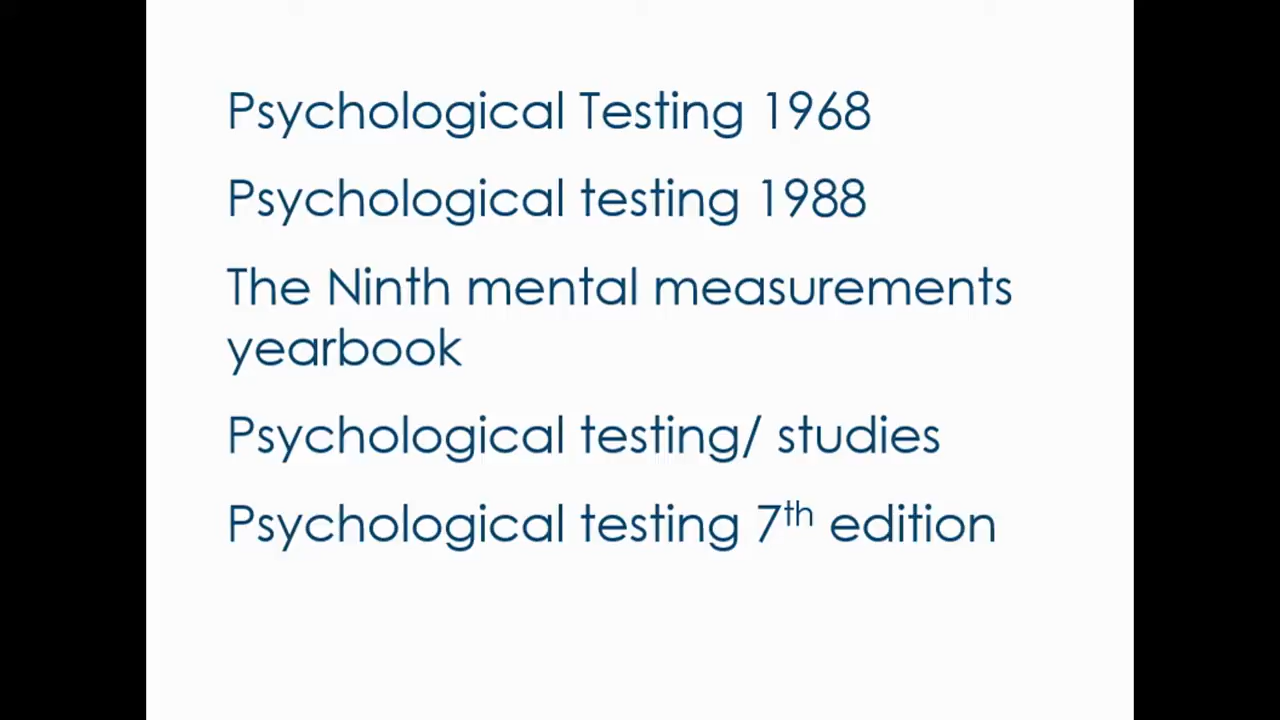 Psychological Testing 1968
Psychological testing 1988
The Ninth mental measurements
yearbook
Psychological testing/ studies
Psychological testing 7th edition